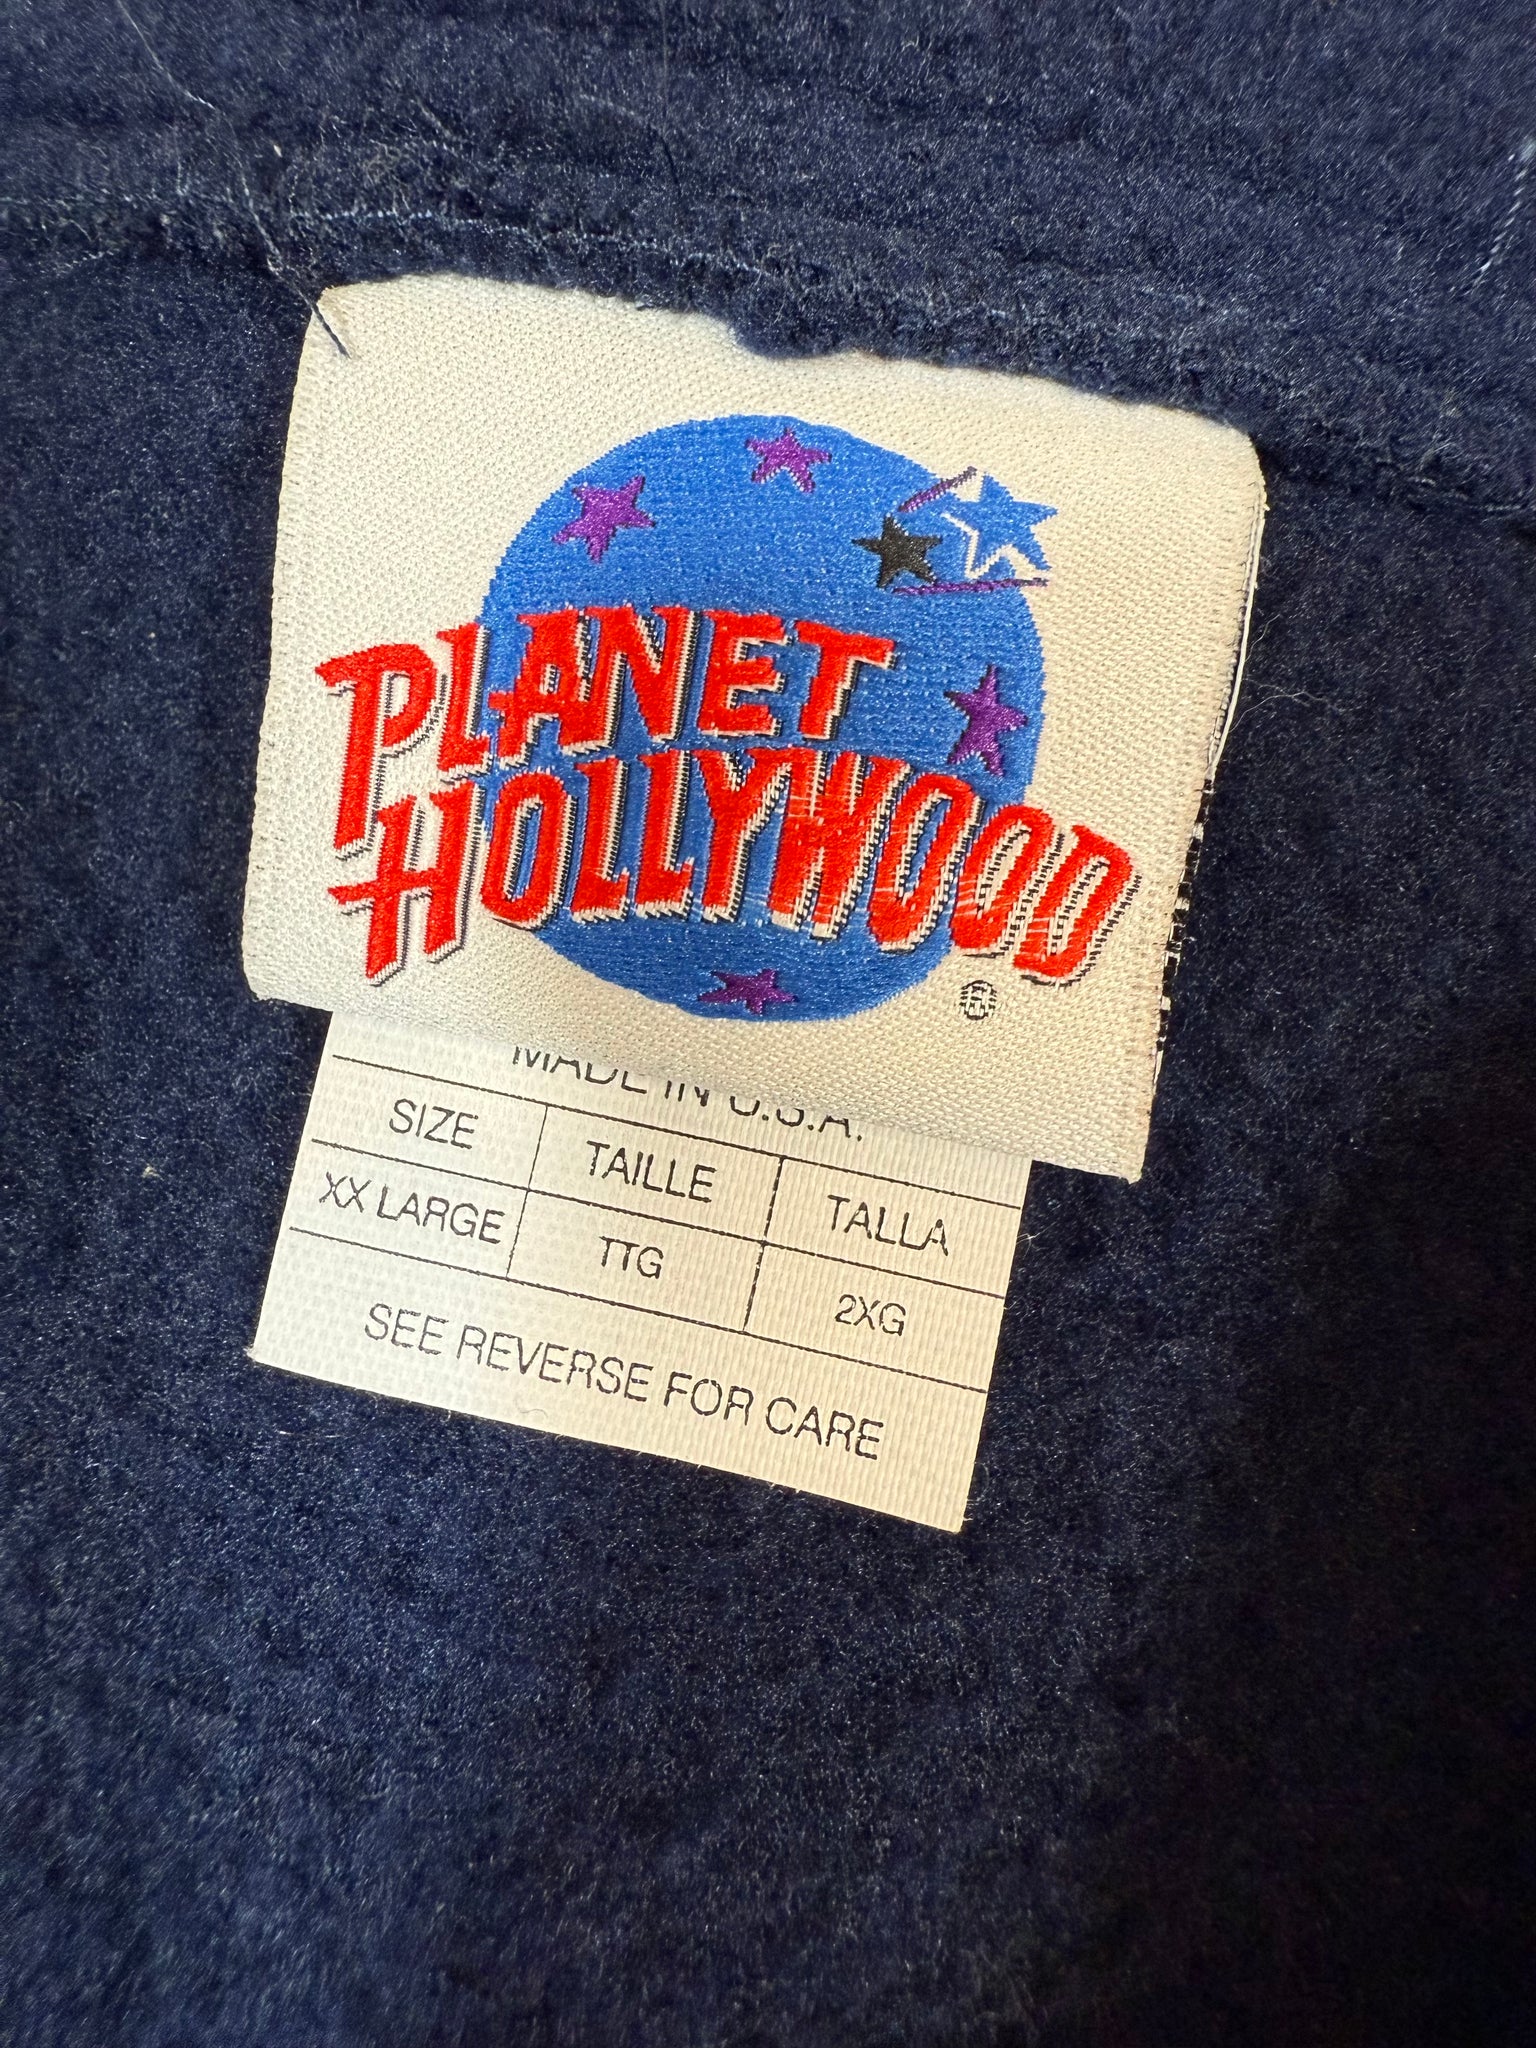 PLANET
HOLLYWOOD
®
MADE IN U.S.A.
SIZE TAILLE TALLA
XX LARGE TTG 2XG
SEE REVERSE FOR CARE